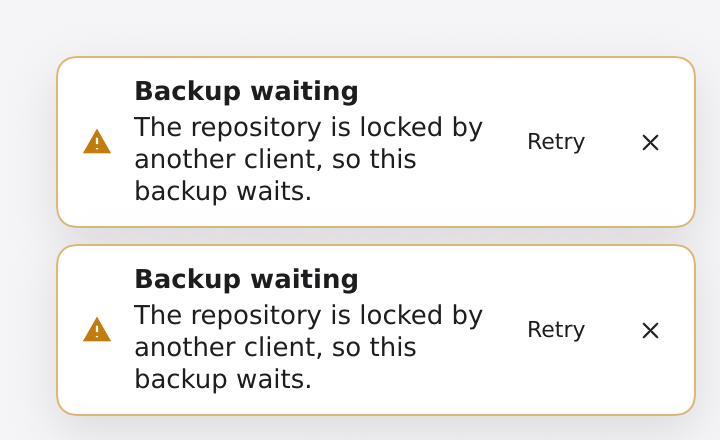 Backup waiting
The repository is locked by
another client, so this
backup waits.
Retry
Backup waiting
The repository is locked by
another client, so this
backup waits.
Retry